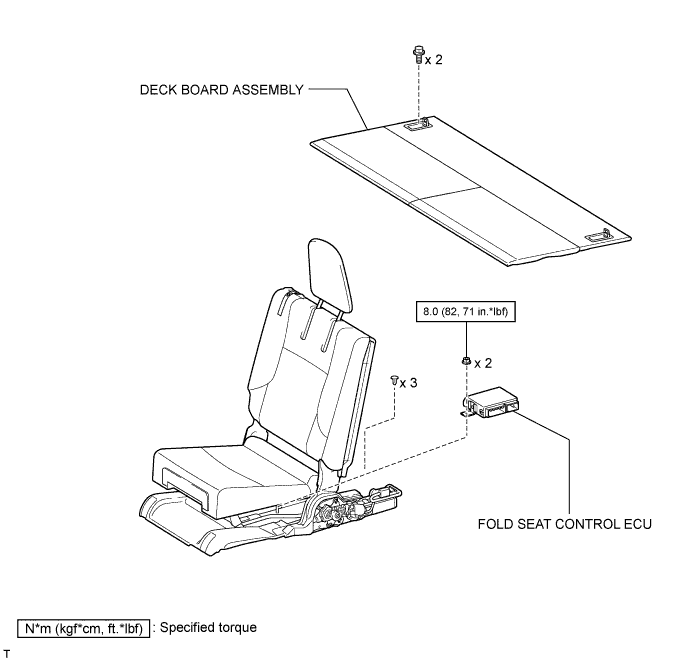 x 2
DECK BOARD ASSEMBLY
8.0 (82, 71 in.*lbf)
x 2
x 3
FOLD SEAT CONTROL ECU
N*m (kgf*cm, ft.*lbf) : Specified torque
T